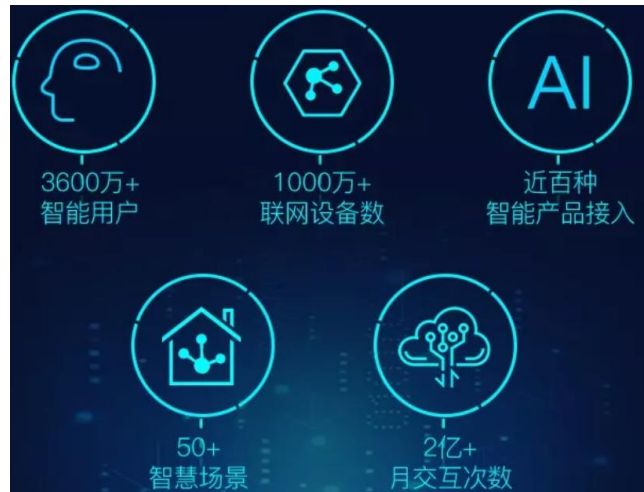 AI
3600万+
智能用户
1000万+
联网设备数
近百种
智能产品接入
50+
智慧场景
2亿+
月交互次数